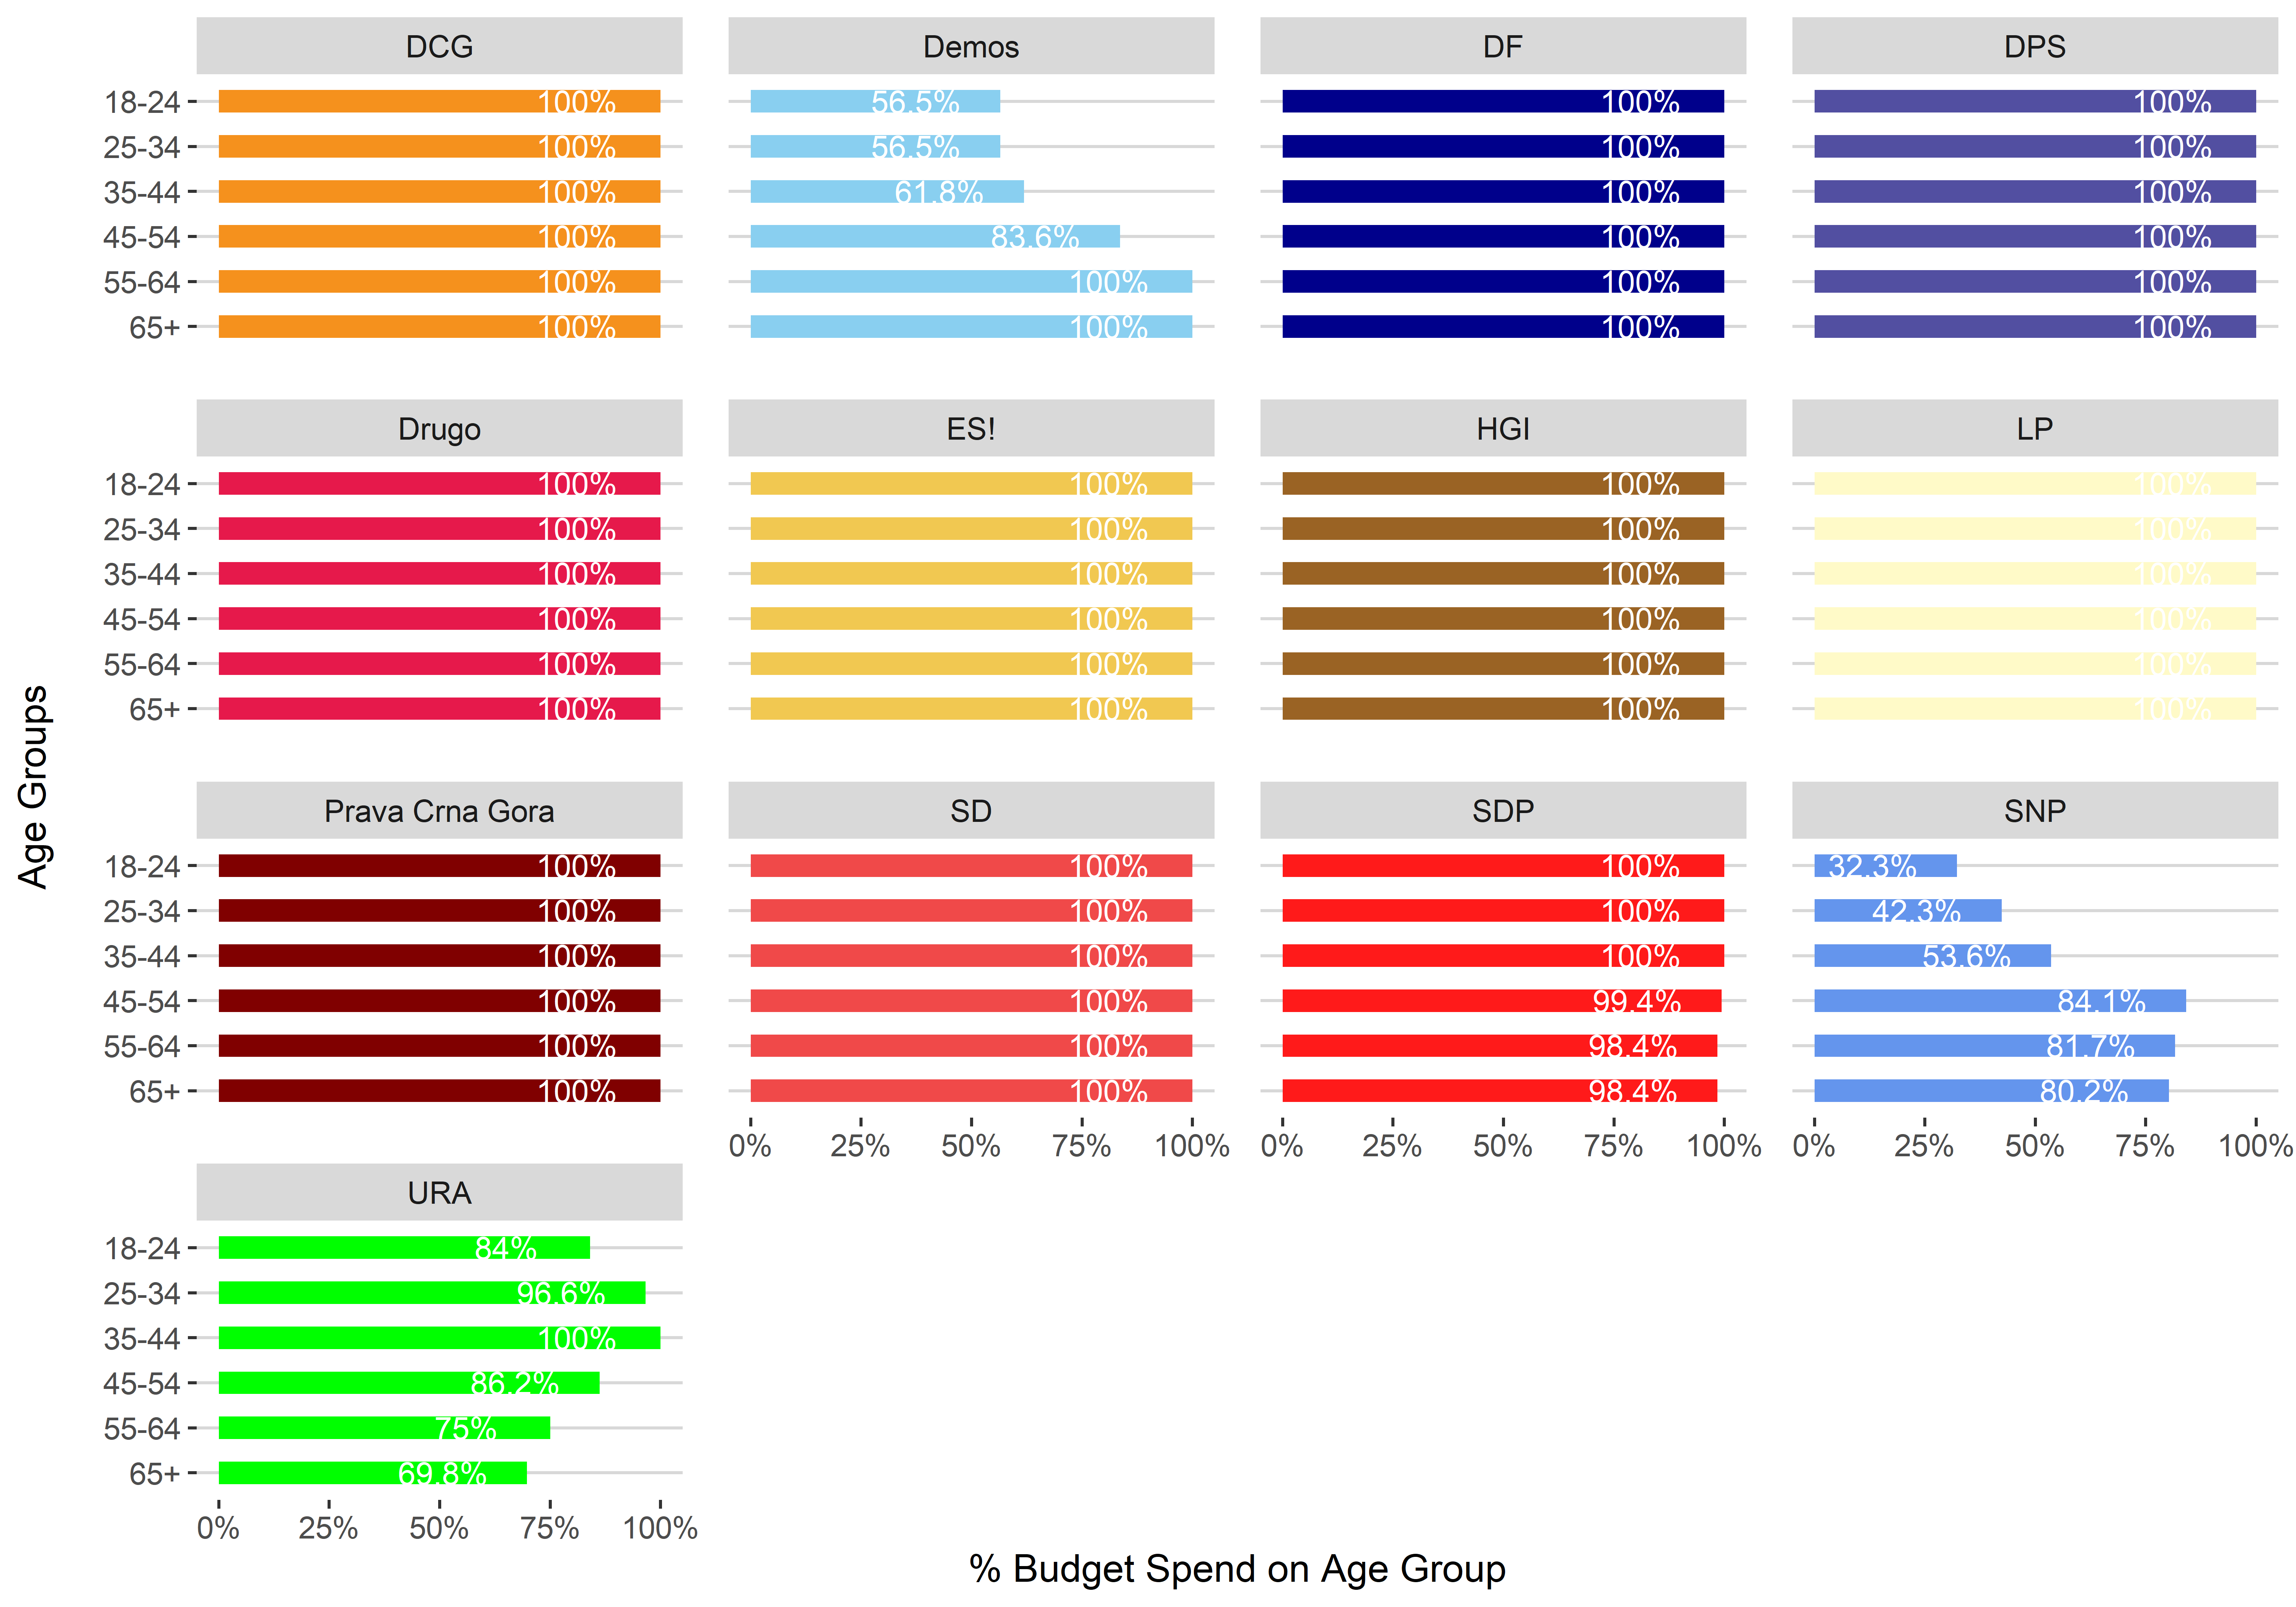 DCG Demos DF DPS
18-24 100% 56.5% 100% 100%
25-34 100% 56.5% 100% 100%
35-44 100% 61.8% 100% 100%
45-54 100% 83.6% 100% 100%
55-64 100% 100% 100% 100%
65+ 100% 100% 100% 100%
Drugo ES! HGI LP
18-24 100% 100% 100% 100%
25-34 100% 100% 100% 100%
35-44 100% 100% 100% 100%
45-54 100% 100% 100% 100%
55-64 100% 100% 100% 100%
65+ 100% 100% 100% 100%
Age Groups
Prava Crna Gora SD SDP SNP
18-24 100% 100% 100% 32.3%
25-34 100% 100% 100% 42.3%
35-44 100% 100% 100% 53.6%
45-54 100% 100% 99.4% 84.1%
55-64 100% 100% 98.4% 81.7%
65+ 100% 100% 98.4% 80.2%
0% 25% 50% 75% 100% 0% 25% 50% 75% 100% 0% 25% 50% 75% 100%
URA
18-24 84%
25-34 96.6%
35-44 100%
45-54 86.2%
55-64 75%
65+ 69.8%
0% 25% 50% 75% 100%
% Budget Spend on Age Group